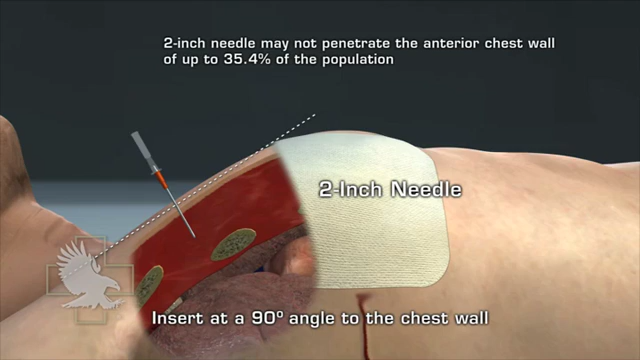 2-inch needle may not penetrate the anterior chest wall
of up to 35.4% of the population
2-Inch Needle
Insert at a 90º angle to the chest wall